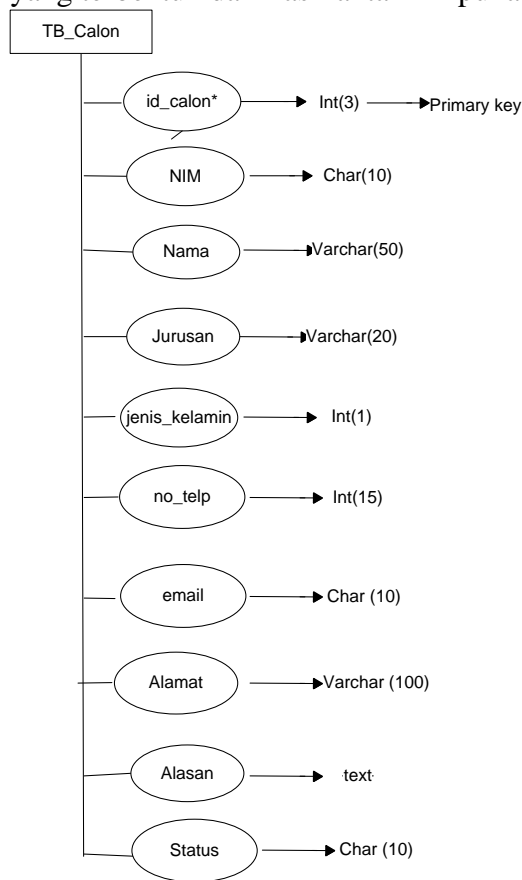 TB_Calon
id_calon* Int(3) Primary key
NIM Char(10)
Nama Varchar(50)
Jurusan Varchar(20)
jenis_kelamin Int(1)
no_telp Int(15)
email Char (10)
Alamat Varchar (100)
Alasan text
Status Char (10)